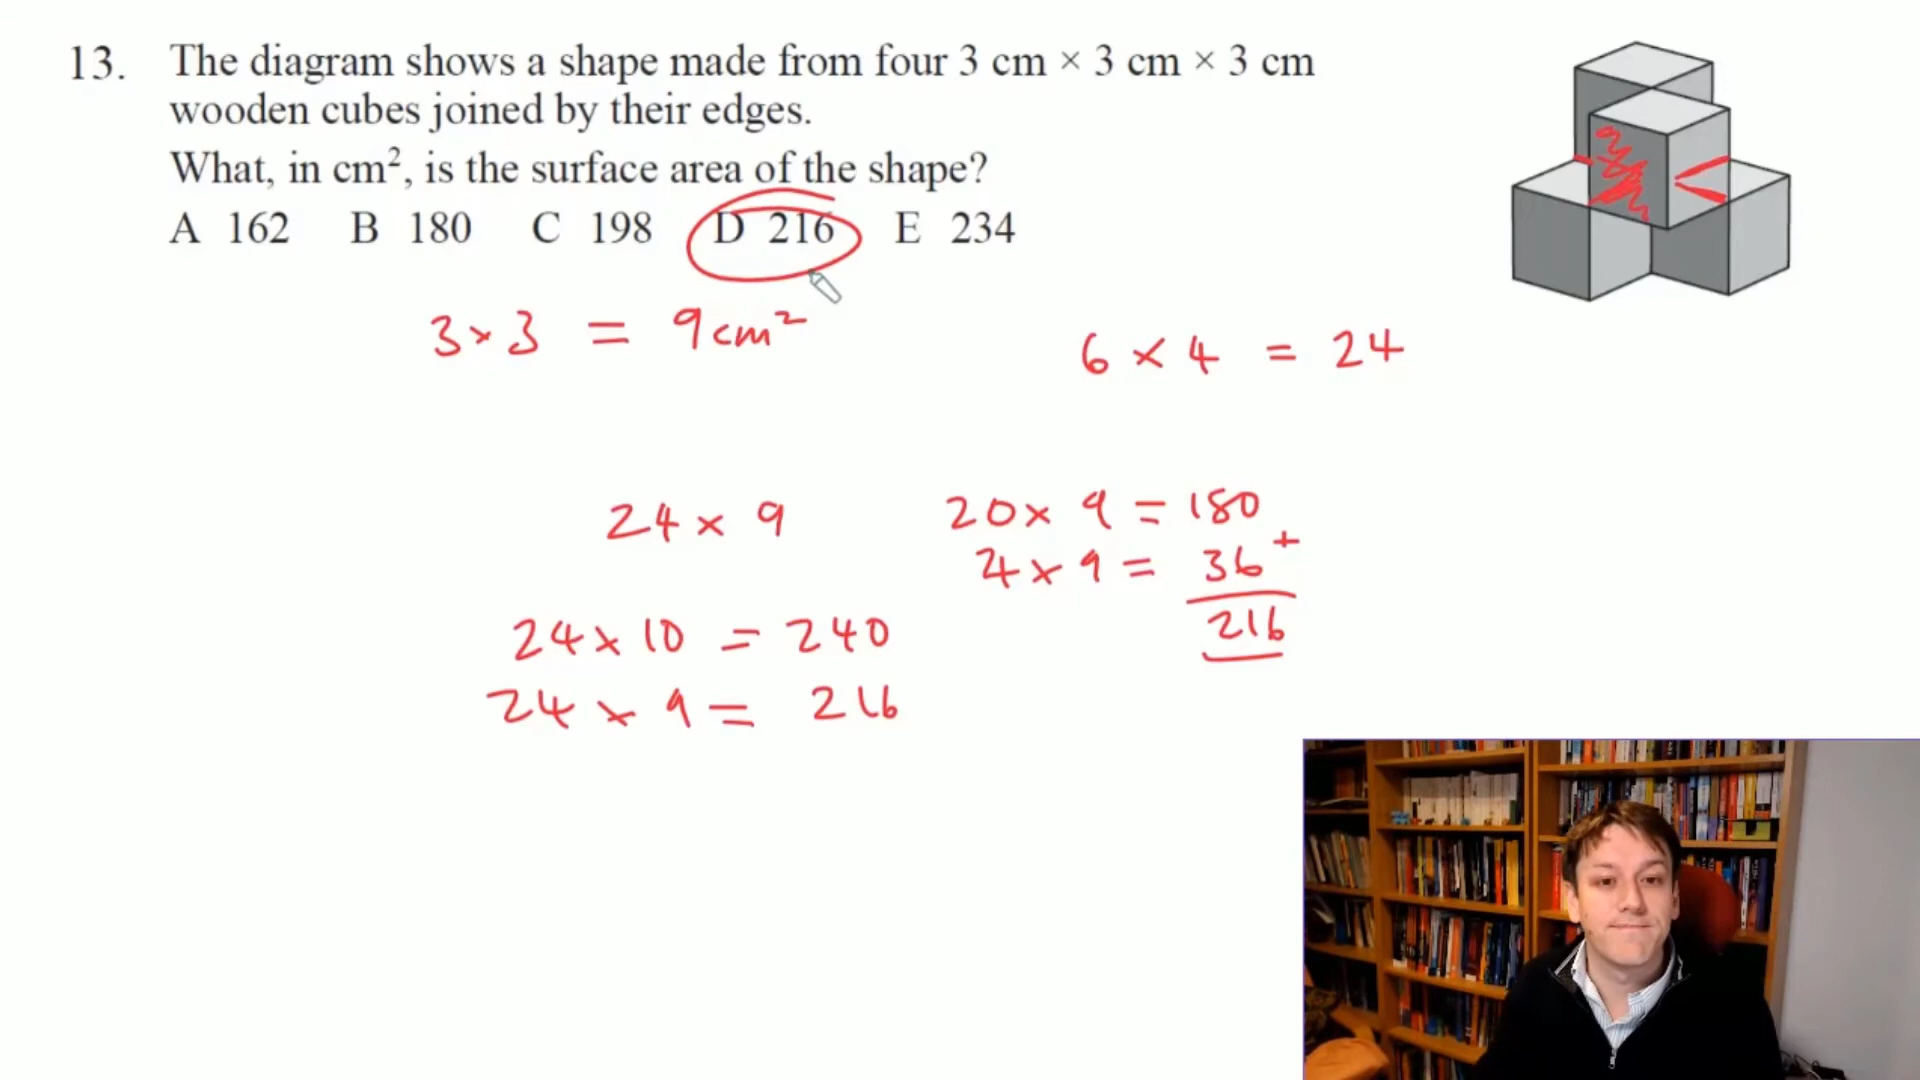 13. The diagram shows a shape made from four 3 cm × 3 cm × 3 cm
wooden cubes joined by their edges.
What, in cm², is the surface area of the shape?
A 162 B 180 C 198 D 216 E 234
3 × 3 = 9 cm²
6 × 4 = 24
24 × 9
20 × 9 = 180
4 × 9 = 36 +
216
24 × 10 = 240
24 × 9 = 216